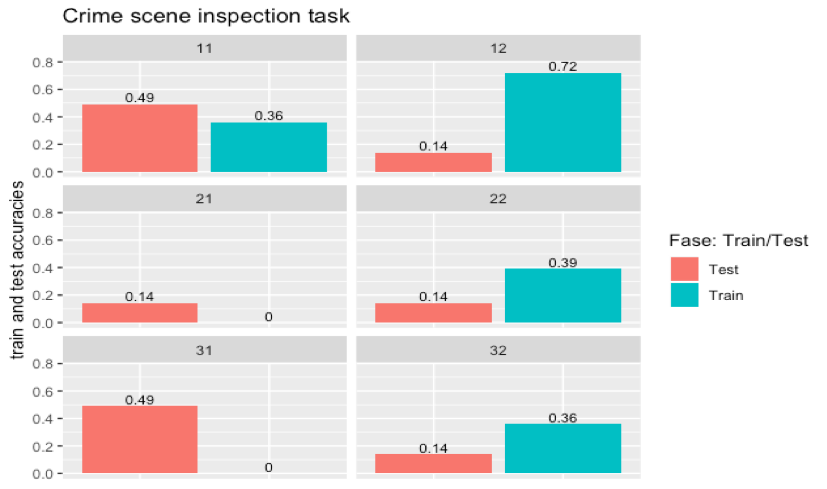 Crime scene inspection task
11 12
0.8
0.6
0.4
0.2
0.0
0.49 0.36 0.14 0.72
21 22
0.8
0.6
0.4
0.2
0.0
0.14 0 0.14 0.39
31 32
0.8
0.6
0.4
0.2
0.0
0.49 0 0.14 0.36
train and test accuracies
Fase: Train/Test
Test
Train